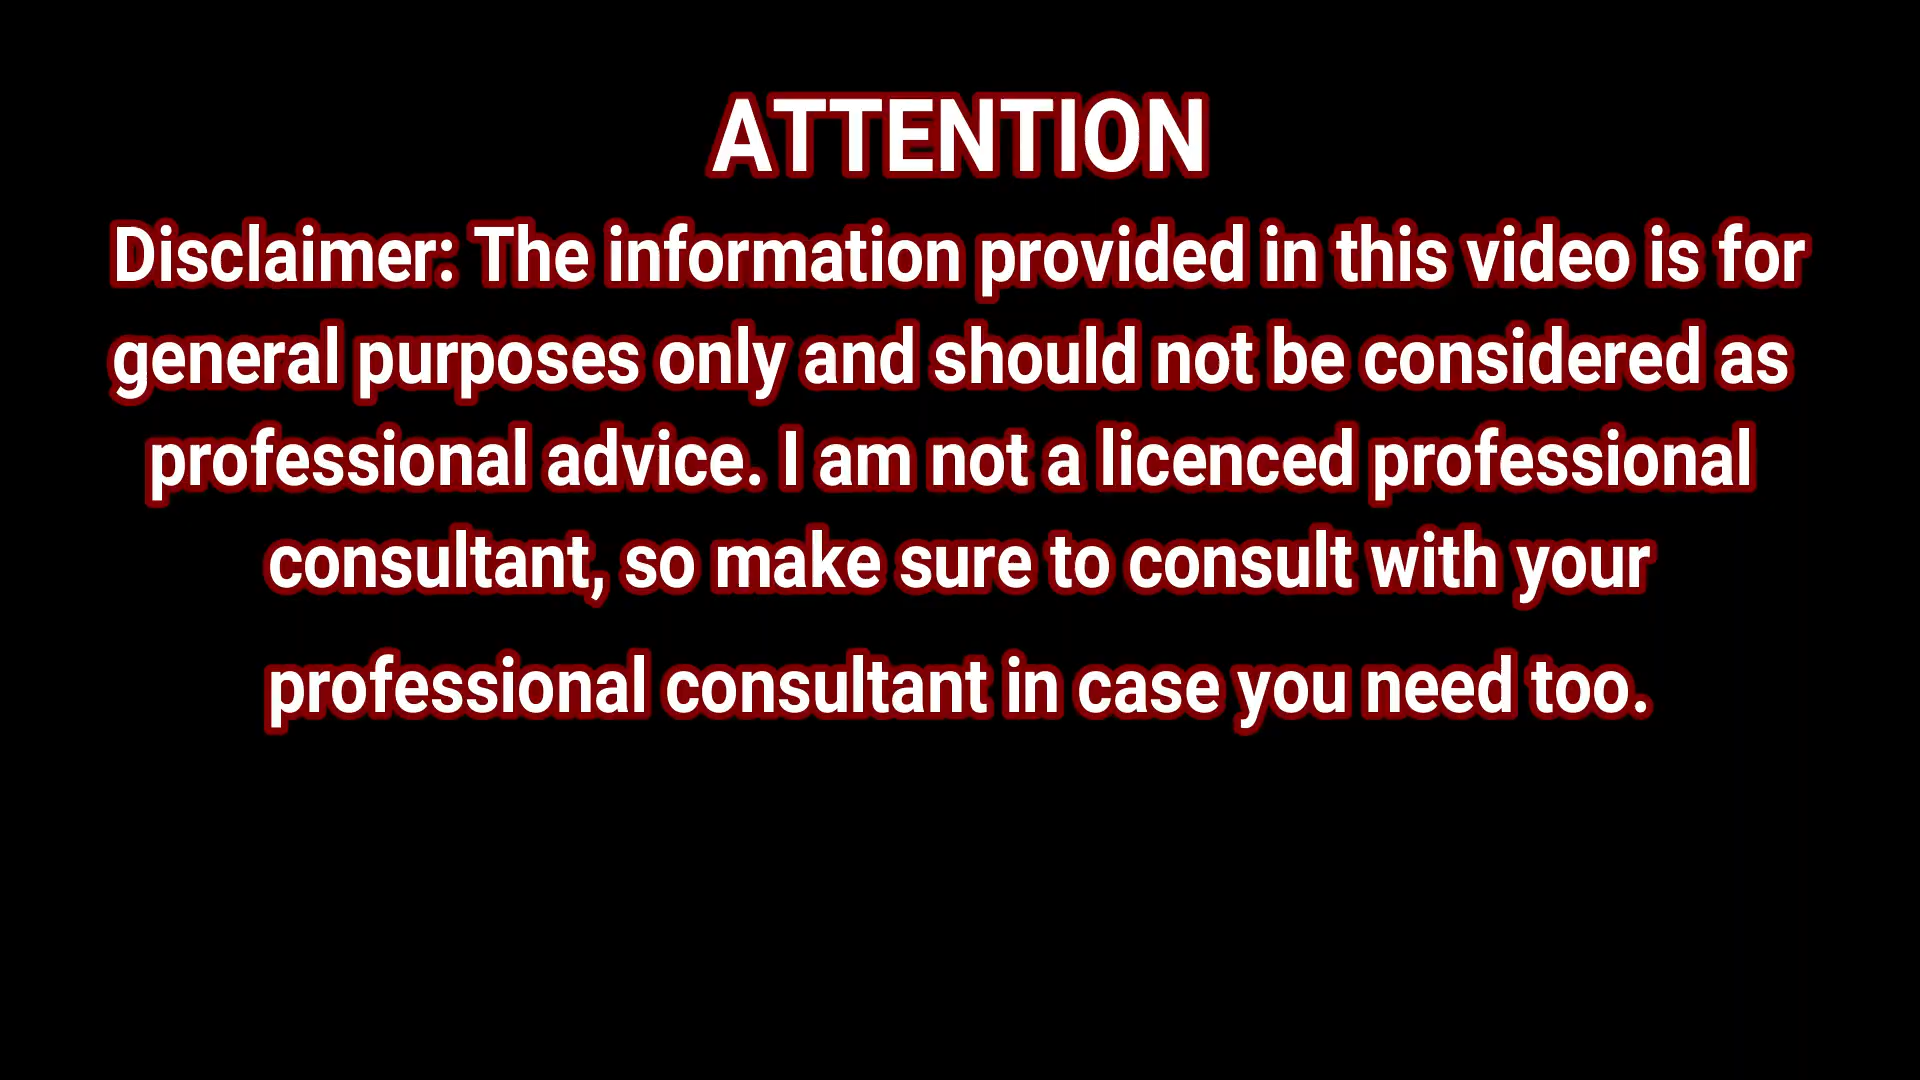 ATTENTION
Disclaimer: The information provided in this video is for
general purposes only and should not be considered as
professional advice. I am not a licenced professional
consultant, so make sure to consult with your
professional consultant in case you need too.